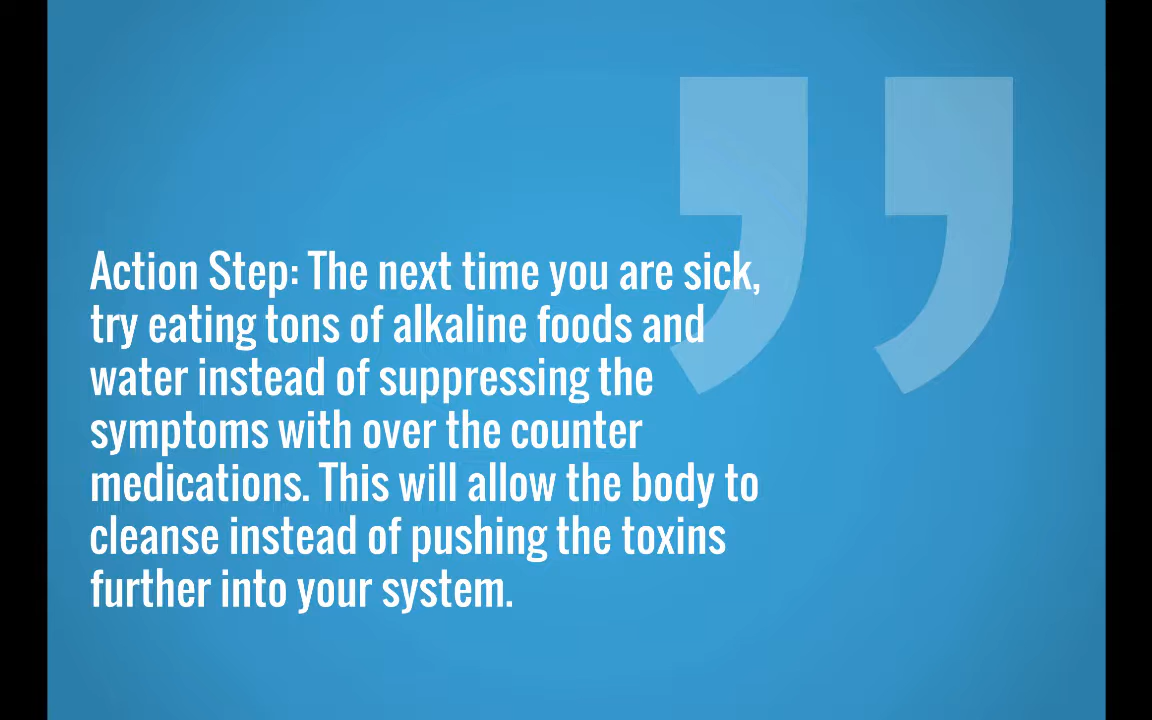 Action Step: The next time you are sick,
try eating tons of alkaline foods and
water instead of suppressing the
symptoms with over the counter
medications. This will allow the body to
cleanse instead of pushing the toxins
further into your system.